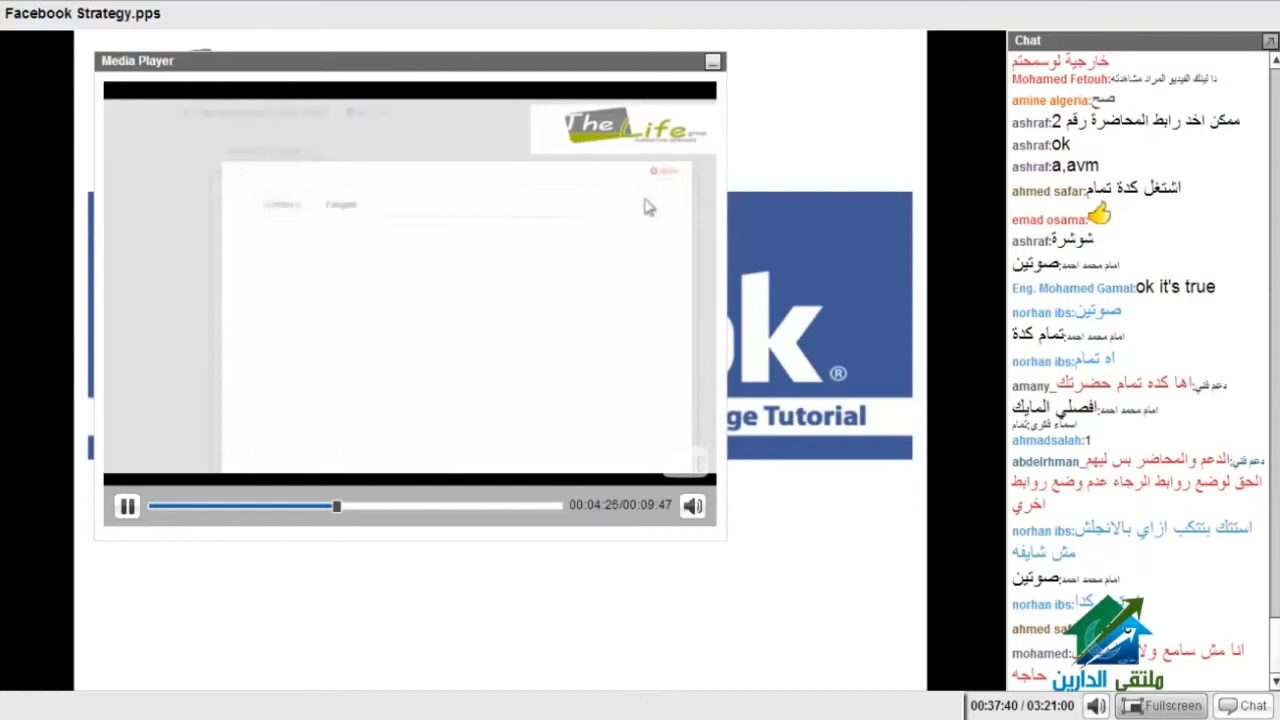 Facebook Strategy.pps
Media Player
The Life group
ok®
ge Tutorial
00:04:26/00:09:47
Chat
خارجية لوسمحتم
Mohamed Fetouh:دا لينك الفيديو المراد مشاهدته
amine algeria:صح
ashraf:ممكن اخد رابط المحاضرة رقم 2
ashraf:ok
ashraf:a,avm
ahmed safar:اشتغل كدة تمام
emad osama:
ashraf:شوشرة
امام محمد احمد:صوتين
Eng. Mohamed Gamal:ok it's true
norhan ibs:صوتين
امام محمد احمد:تمام كدة
norhan ibs:اه تمام
amany_دعم فني:اها كده تمام حضرتك
امام محمد احمد:افصلي المايك
اسماء فكري:تمام
ahmadsalah:1
abdelrhman_دعم فني:الدعم والمحاضر بس ليهم
الحق لوضع روابط الرجاء عدم وضع روابط
اخري
norhan ibs:استتك بتتكب ازاي بالانجلش
مش شايفه
امام محمد احمد:صوتين
norhan ibs: كدا
ahmed sa
mohamed:انا مش سامع ولا
حاجه
ملتقى الدارين
00:37:40 / 03:21:00
Fullscreen
Chat